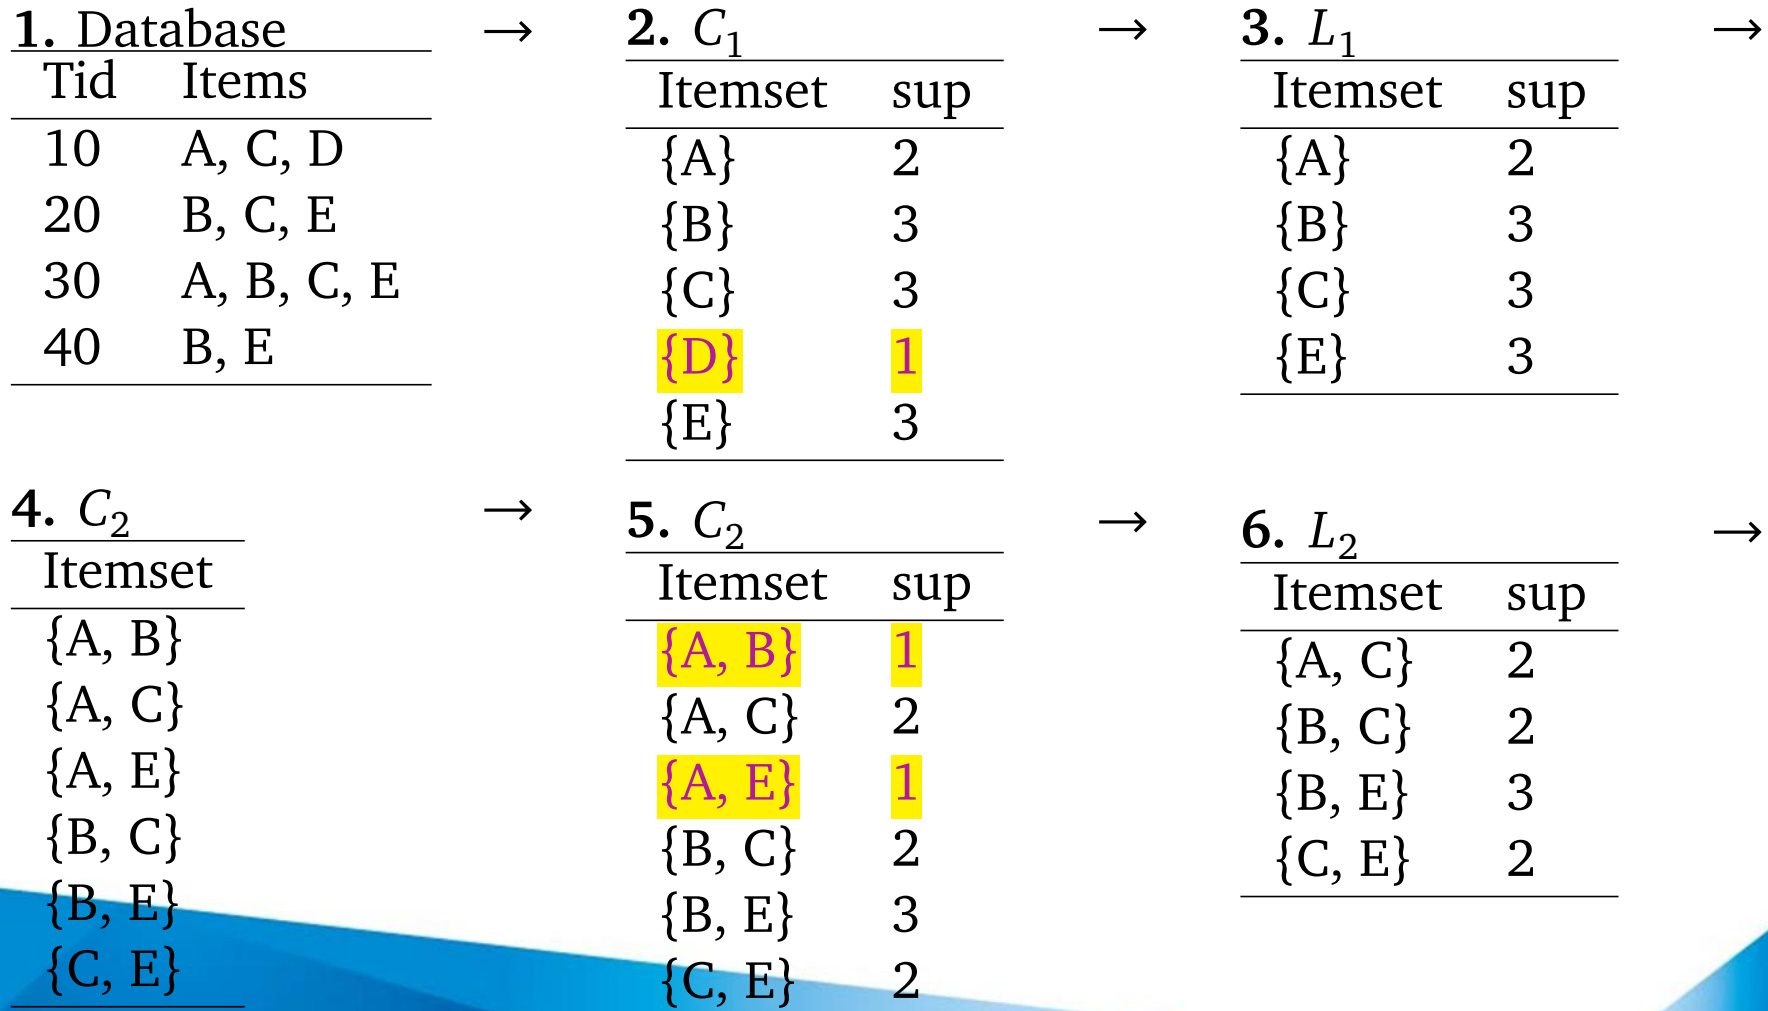 1. Database →
Tid Items
10 A, C, D
20 B, C, E
30 A, B, C, E
40 B, E
2. C₁ →
Itemset sup
{A} 2
{B} 3
{C} 3
{D} 1
{E} 3
3. L₁ →
Itemset sup
{A} 2
{B} 3
{C} 3
{E} 3
4. C₂ →
Itemset
{A, B}
{A, C}
{A, E}
{B, C}
{B, E}
{C, E}
5. C₂ →
Itemset sup
{A, B} 1
{A, C} 2
{A, E} 1
{B, C} 2
{B, E} 3
{C, E} 2
6. L₂ →
Itemset sup
{A, C} 2
{B, C} 2
{B, E} 3
{C, E} 2